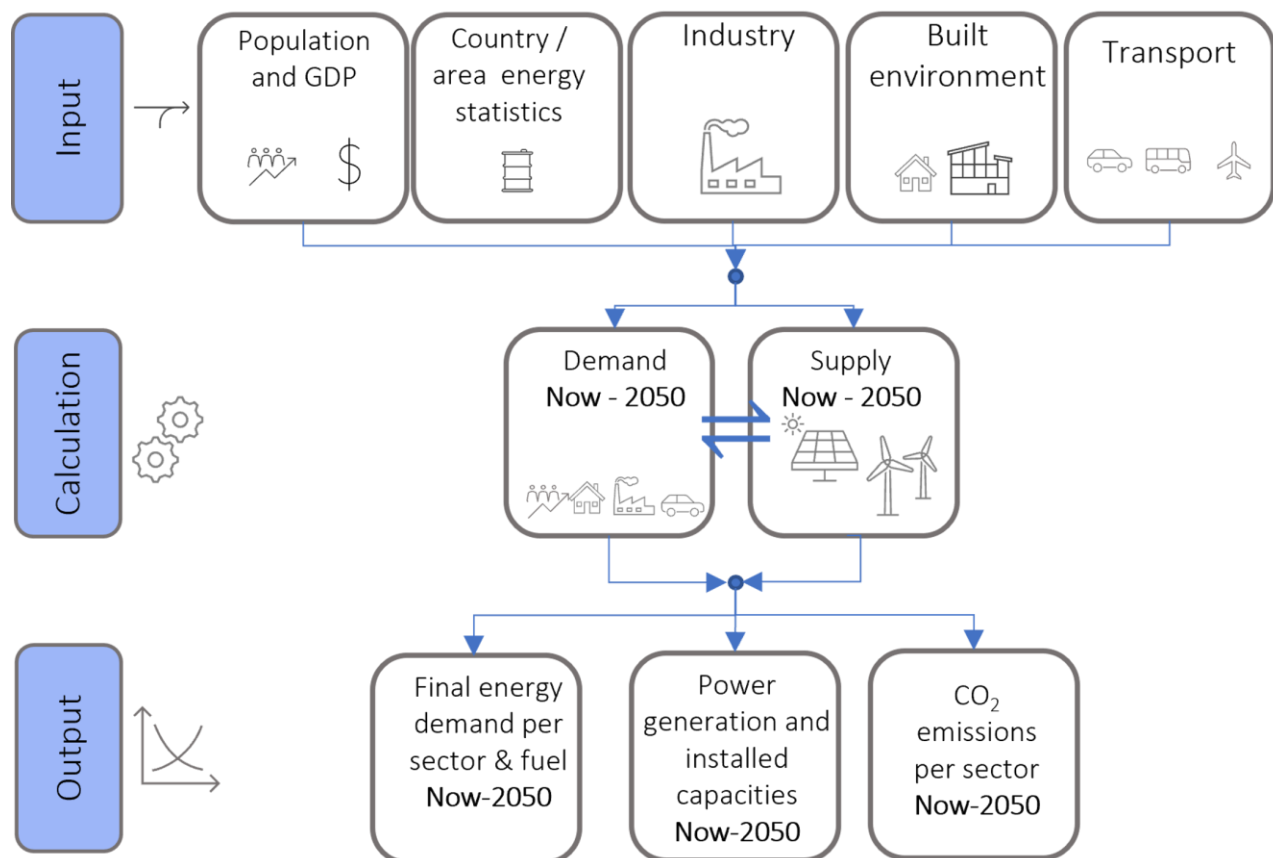 Input
Population
and GDP
$
Country /
area energy
statistics
Industry
Built
environment
Transport
Calculation
Demand
Now - 2050
Supply
Now - 2050
Output
Final energy
demand per
sector & fuel
Now-2050
Power
generation and
installed
capacities
Now-2050
CO₂
emissions
per sector
Now-2050